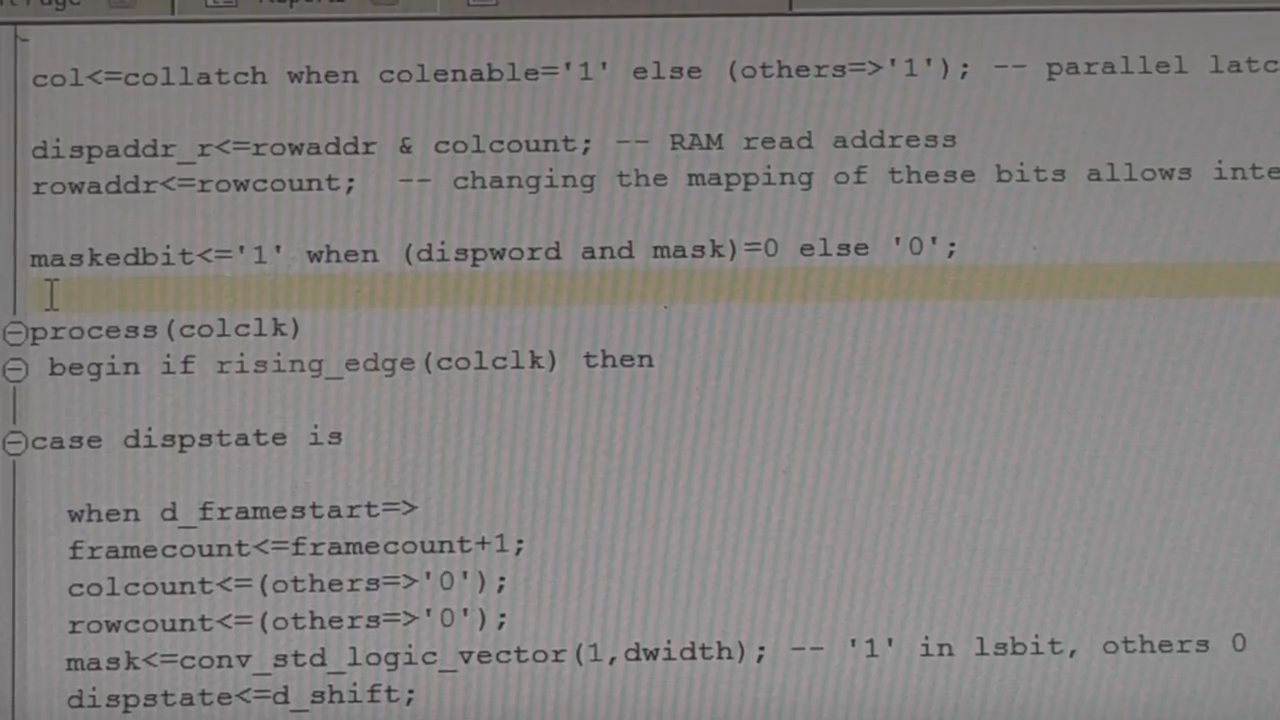 col<=collatch when colenable='1' else (others=>'1'); -- parallel latc
dispaddr_r<=rowaddr & colcount; -- RAM read address
rowaddr<=rowcount;  -- changing the mapping of these bits allows inte
maskedbit<='1' when (dispword and mask)=0 else '0';
process(colclk)
begin if rising_edge(colclk) then
case dispstate is
when d_framestart=>
framecount<=framecount+1;
colcount<=(others=>'0');
rowcount<=(others=>'0');
mask<=conv_std_logic_vector(1,dwidth); -- '1' in lsbit, others 0
dispstate<=d_shift;